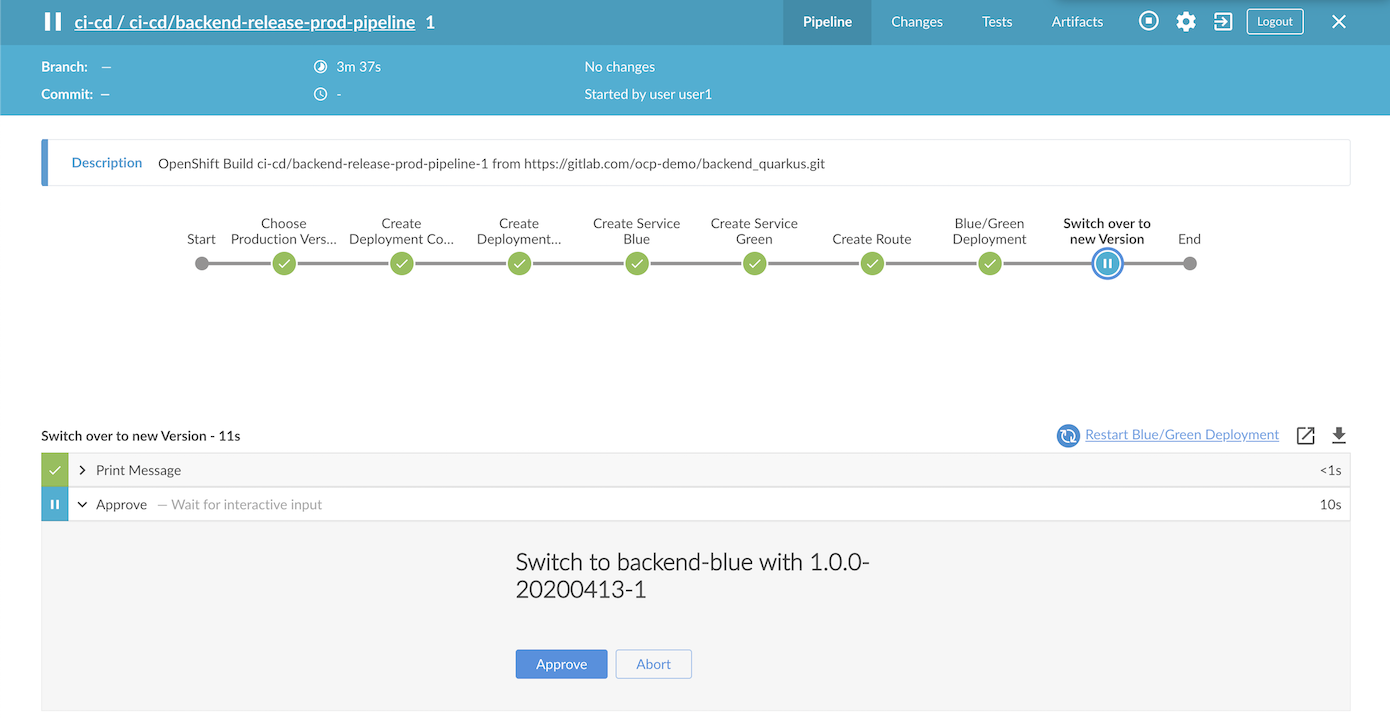 ci-cd / ci-cd/backend-release-prod-pipeline 1
Pipeline
Changes
Tests
Artifacts
Logout
Branch: —
3m 37s
No changes
Commit: —
-
Started by user user1
Description OpenShift Build ci-cd/backend-release-prod-pipeline-1 from https://gitlab.com/ocp-demo/backend_quarkus.git
Start
Choose
Production Vers...
Create
Deployment Co...
Create
Deployment...
Create Service
Blue
Create Service
Green
Create Route
Blue/Green
Deployment
Switch over to
new Version
End
Switch over to new Version - 11s
Restart Blue/Green Deployment
Print Message
<1s
Approve — Wait for interactive input
10s
Switch to backend-blue with 1.0.0-
20200413-1
Approve
Abort